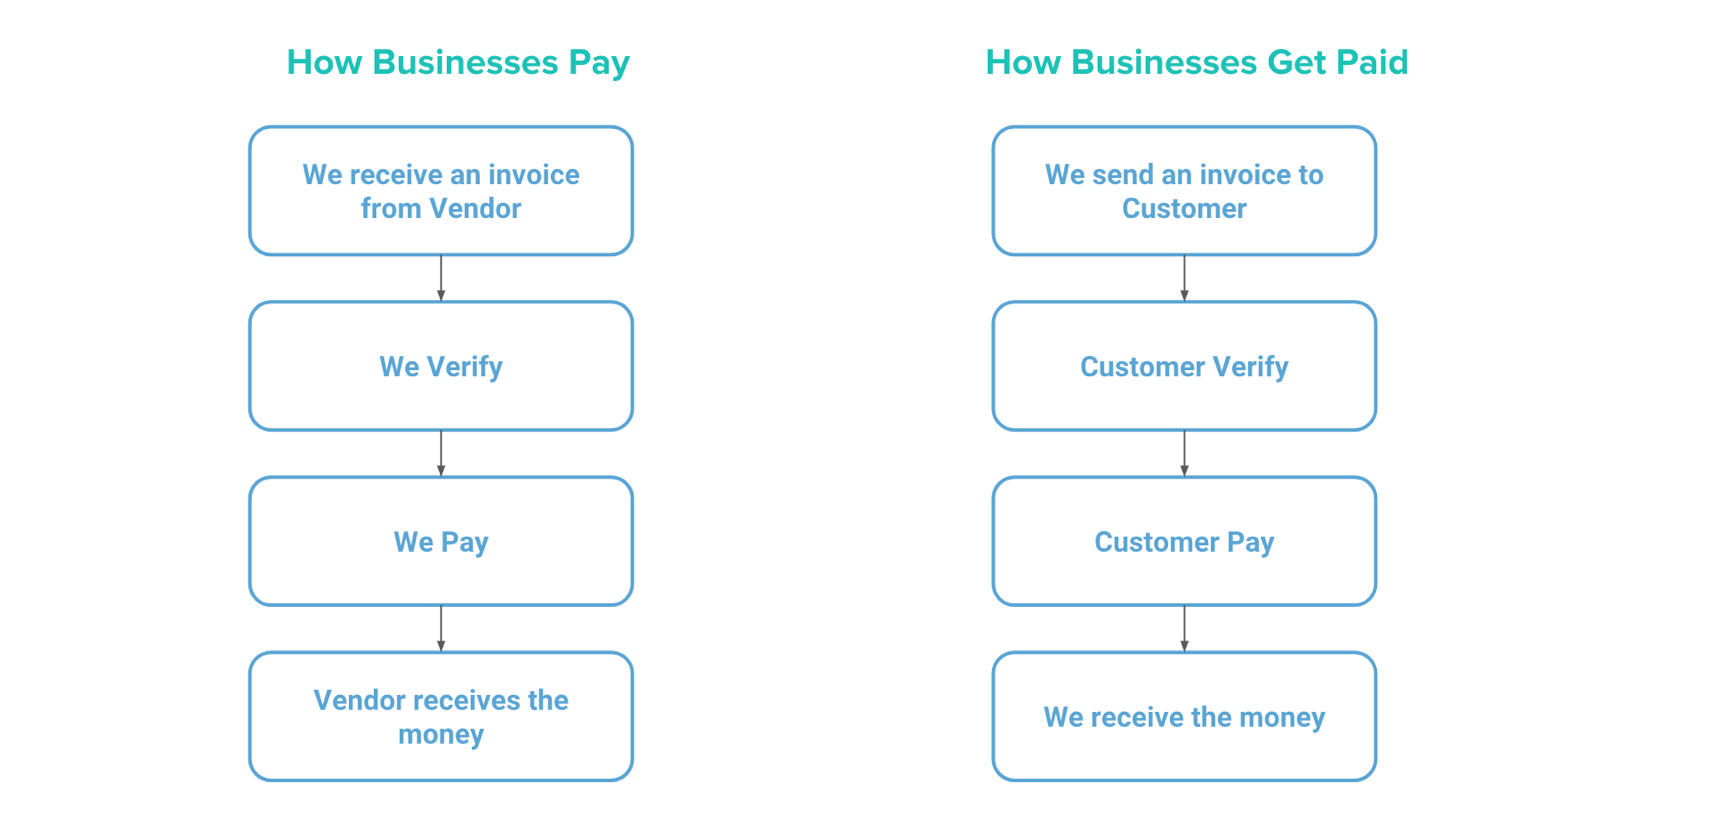 How Businesses Pay
We receive an invoice
from Vendor
We Verify
We Pay
Vendor receives the
money
How Businesses Get Paid
We send an invoice to
Customer
Customer Verify
Customer Pay
We receive the money